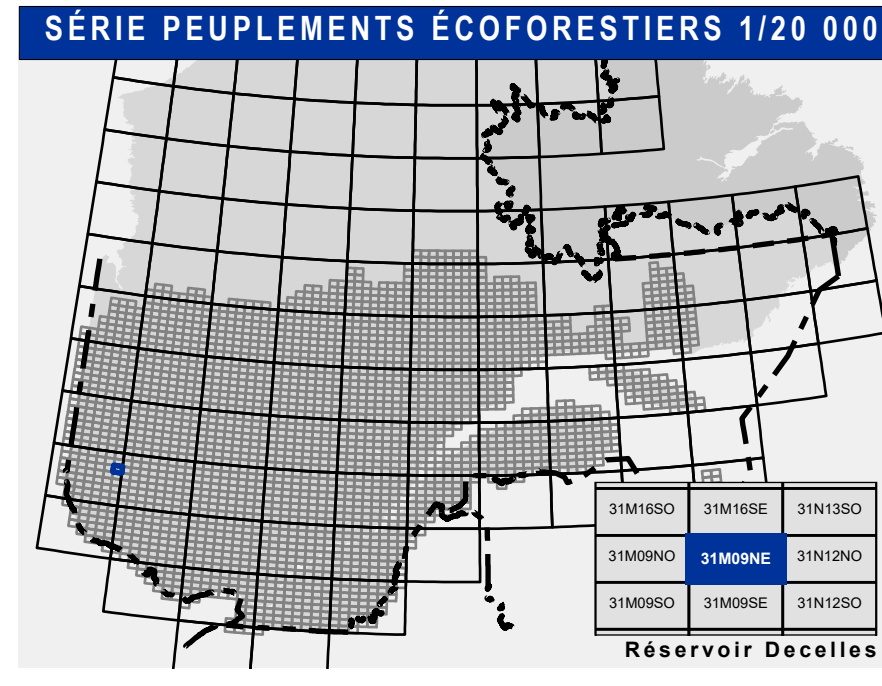 SÉRIE PEUPLEMENTS ÉCOFORESTIERS 1/20 000
31M16SO 31M16SE 31N13SO
31M09NO 31M09NE 31N12NO
31M09SO 31M09SE 31N12SO
Réservoir Decelles